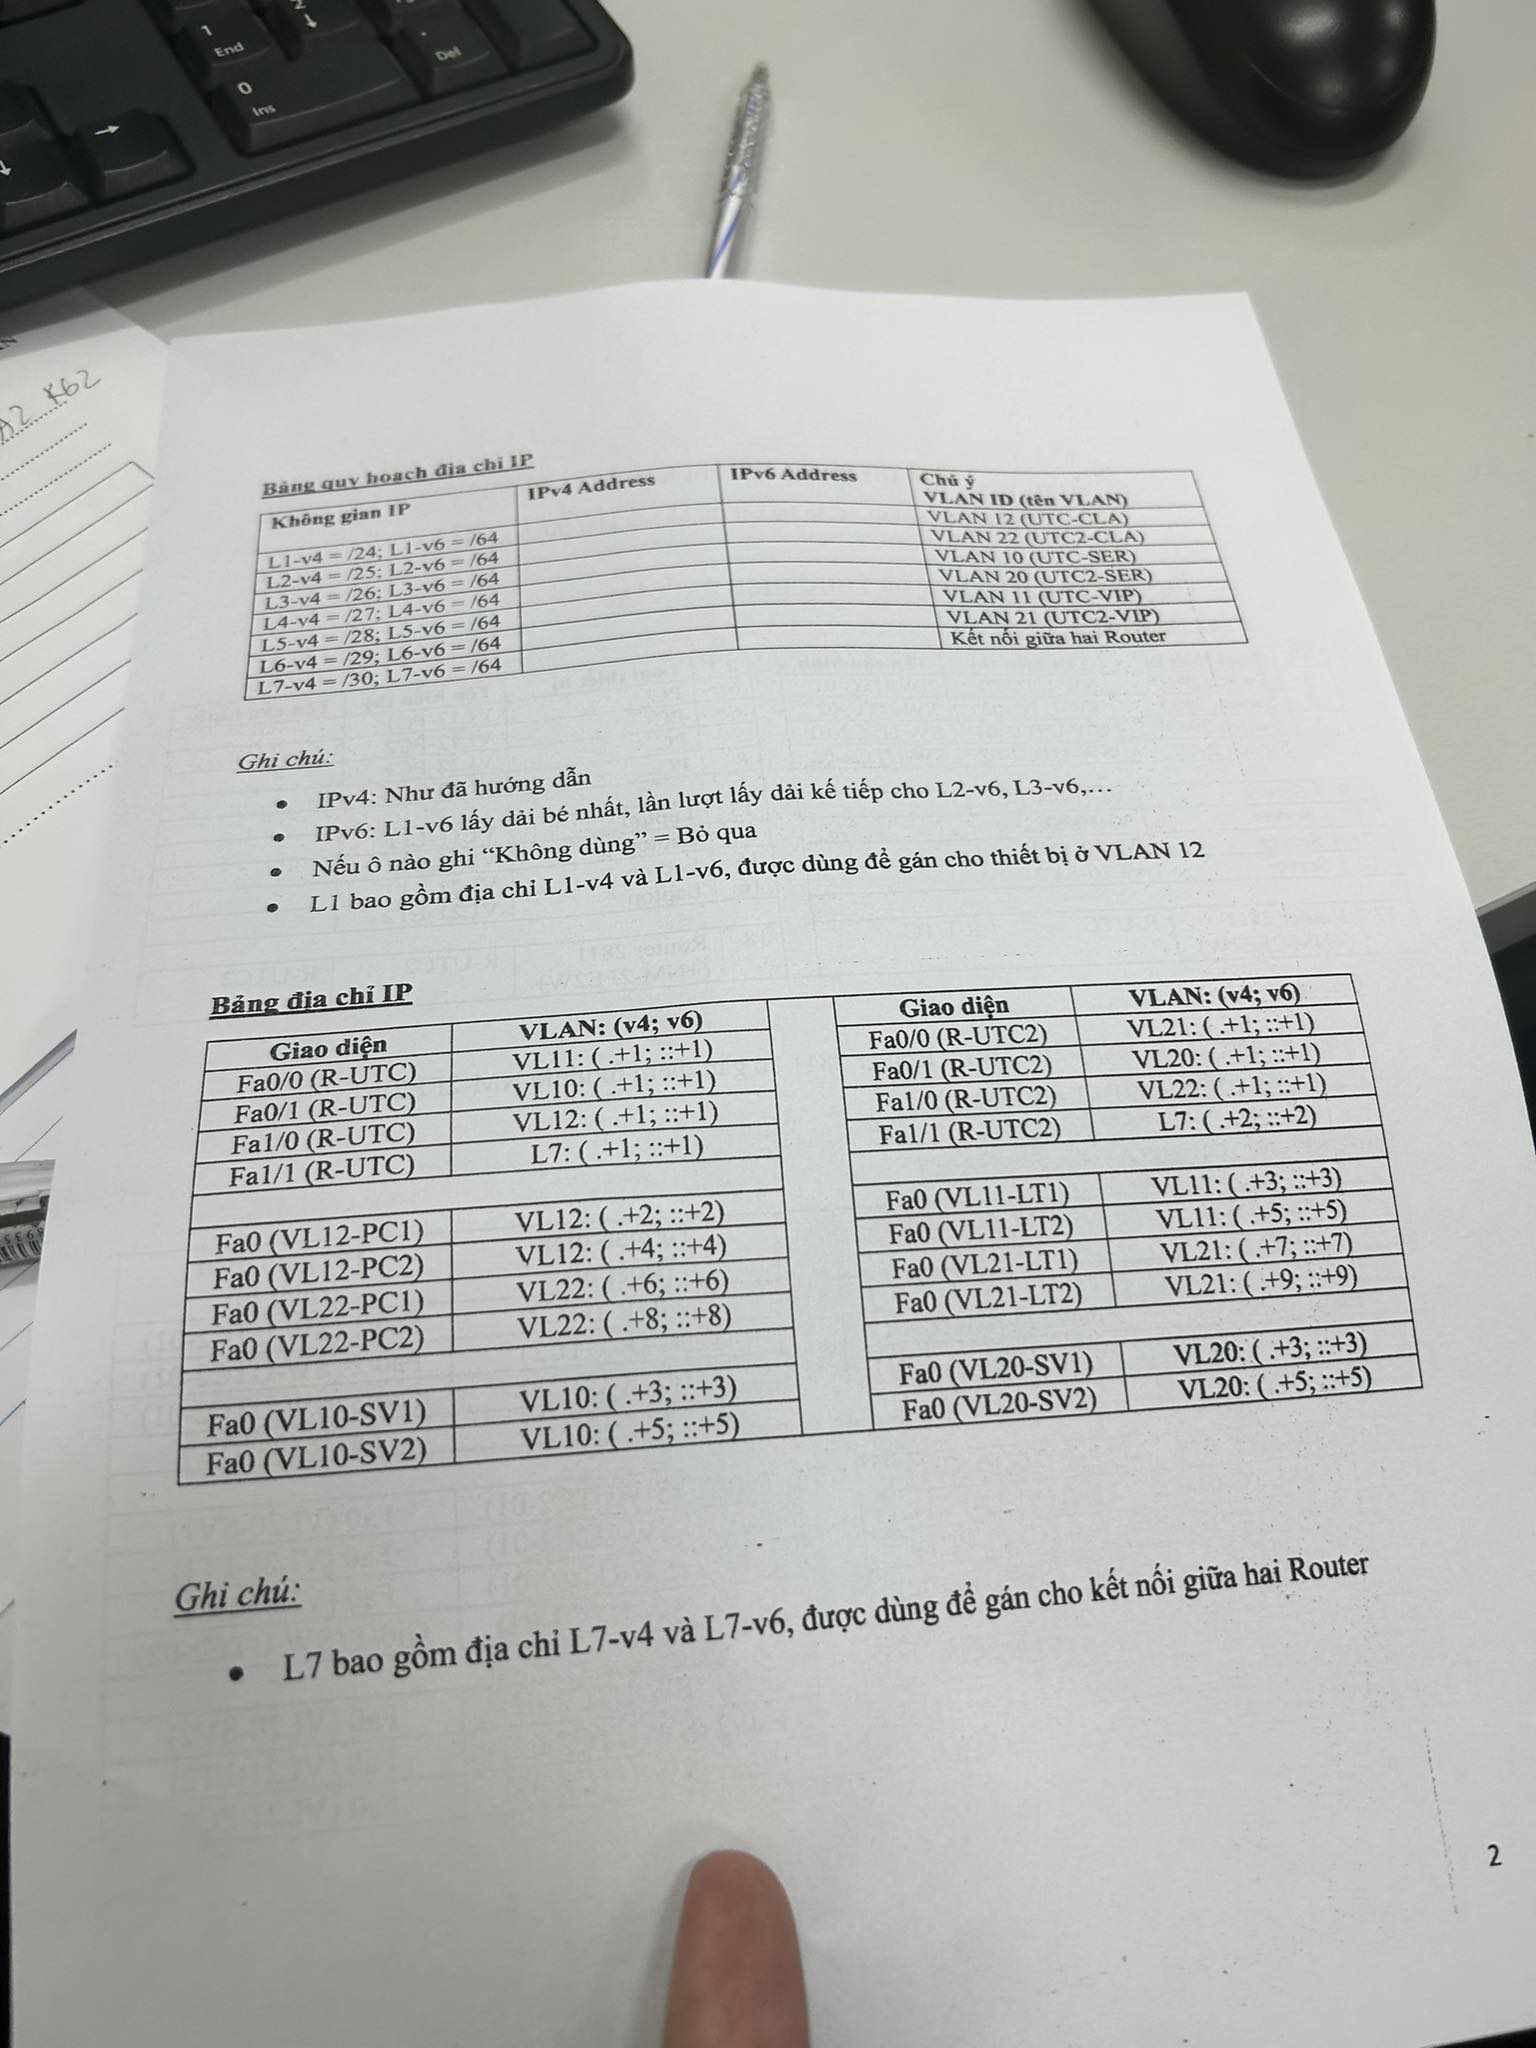 1
End
2
.
Del
0
Ins
A2 K62
Bảng quy hoạch địa chỉ IP
Không gian IP | IPv4 Address | IPv6 Address | Chú ý VLAN ID (tên VLAN)
L1-v4 = /24; L1-v6 = /64 | VLAN 12 (UTC-CLA)
L2-v4 = /25; L2-v6 = /64 | VLAN 22 (UTC2-CLA)
L3-v4 = /26; L3-v6 = /64 | VLAN 10 (UTC-SER)
L4-v4 = /27; L4-v6 = /64 | VLAN 20 (UTC2-SER)
L5-v4 = /28; L5-v6 = /64 | VLAN 11 (UTC-VIP)
L6-v4 = /29; L6-v6 = /64 | VLAN 21 (UTC2-VIP)
L7-v4 = /30; L7-v6 = /64 | Kết nối giữa hai Router
Ghi chú:
• IPv4: Như đã hướng dẫn
• IPv6: L1-v6 lấy dải bé nhất, lần lượt lấy dải kế tiếp cho L2-v6, L3-v6,...
• Nếu ô nào ghi “Không dùng” = Bỏ qua
• L1 bao gồm địa chỉ L1-v4 và L1-v6, được dùng để gán cho thiết bị ở VLAN 12
Bảng địa chỉ IP
Giao diện | VLAN: (v4; v6) | Giao diện | VLAN: (v4; v6)
Fa0/0 (R-UTC) | VL11: ( .+1; ::+1) | Fa0/0 (R-UTC2) | VL21: ( .+1; ::+1)
Fa0/1 (R-UTC) | VL10: ( .+1; ::+1) | Fa0/1 (R-UTC2) | VL20: ( .+1; ::+1)
Fa1/0 (R-UTC) | VL12: ( .+1; ::+1) | Fa1/0 (R-UTC2) | VL22: ( .+1; ::+1)
Fa1/1 (R-UTC) | L7: ( .+1; ::+1) | Fa1/1 (R-UTC2) | L7: ( .+2; ::+2)
Fa0 (VL12-PC1) | VL12: ( .+2; ::+2) | Fa0 (VL11-LT1) | VL11: ( .+3; ::+3)
Fa0 (VL12-PC2) | VL12: ( .+4; ::+4) | Fa0 (VL11-LT2) | VL11: ( .+5; ::+5)
Fa0 (VL22-PC1) | VL22: ( .+6; ::+6) | Fa0 (VL21-LT1) | VL21: ( .+7; ::+7)
Fa0 (VL22-PC2) | VL22: ( .+8; ::+8) | Fa0 (VL21-LT2) | VL21: ( .+9; ::+9)
Fa0 (VL10-SV1) | VL10: ( .+3; ::+3) | Fa0 (VL20-SV1) | VL20: ( .+3; ::+3)
Fa0 (VL10-SV2) | VL10: ( .+5; ::+5) | Fa0 (VL20-SV2) | VL20: ( .+5; ::+5)
Ghi chú:
• L7 bao gồm địa chỉ L7-v4 và L7-v6, được dùng để gán cho kết nối giữa hai Router
2